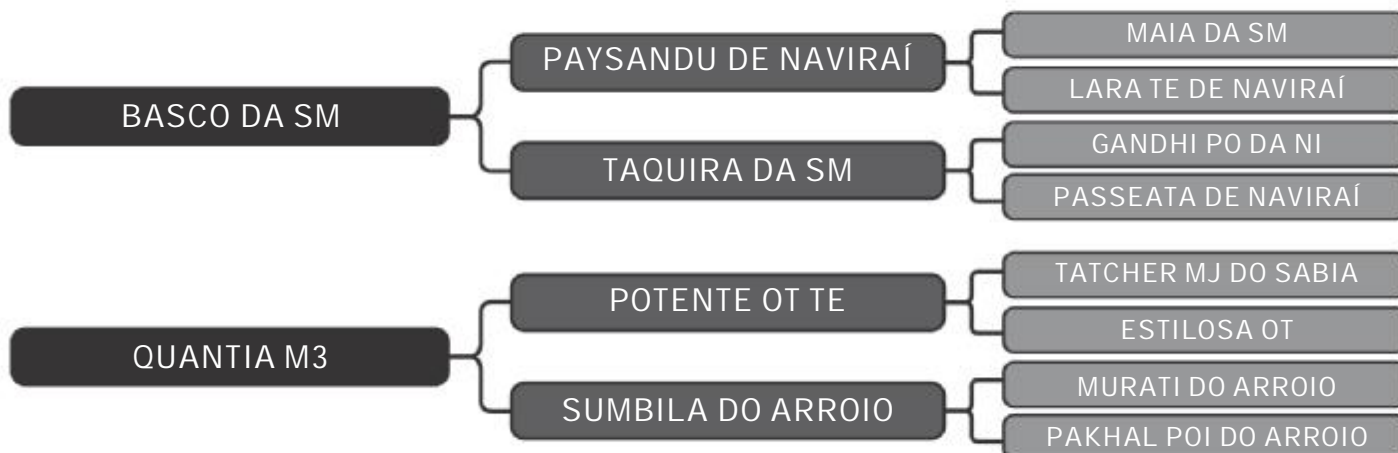 BASCO DA SM
PAYSANDU DE NAVIRAÍ
MAIA DA SM
LARA TE DE NAVIRAÍ
TAQUIRA DA SM
GANDHI PO DA NI
PASSEATA DE NAVIRAÍ
QUANTIA M3
POTENTE OT TE
TATCHER MJ DO SABIA
ESTILOSA OT
SUMBILA DO ARROIO
MURATI DO ARROIO
PAKHAL POI DO ARROIO